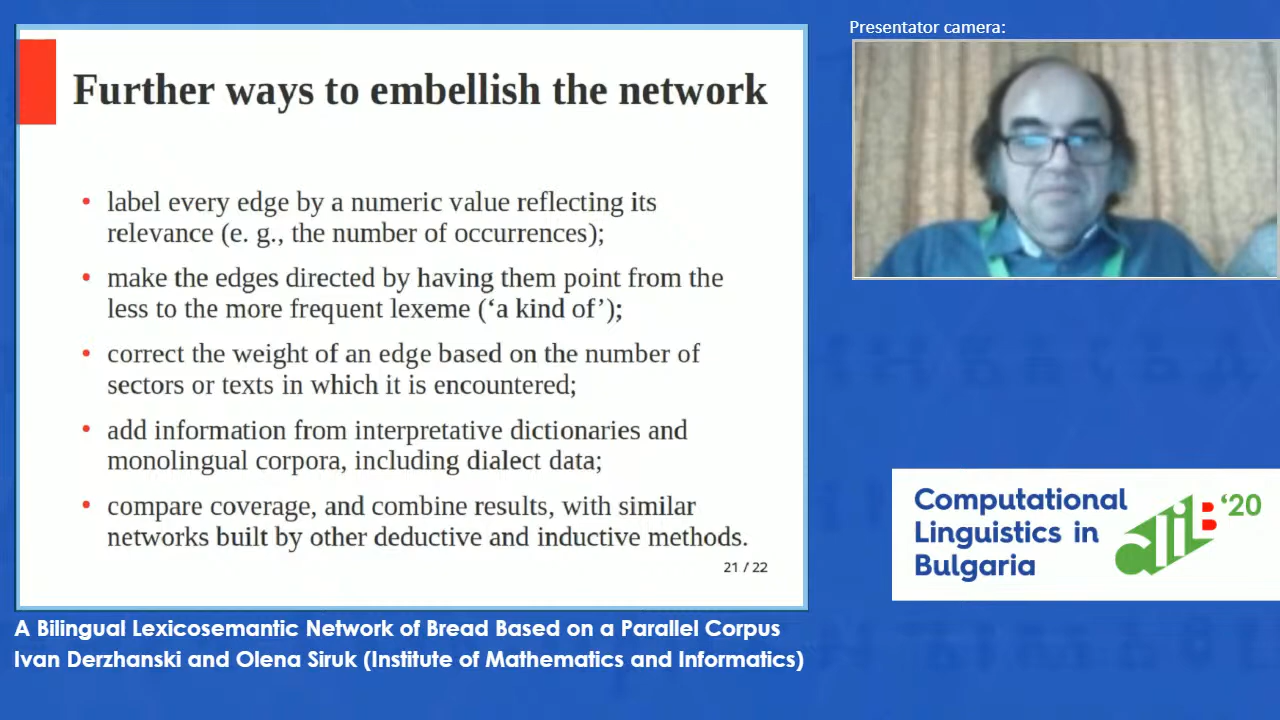 Presentator camera:
Further ways to embellish the network
• label every edge by a numeric value reflecting its
relevance (e. g., the number of occurrences);
• make the edges directed by having them point from the
less to the more frequent lexeme (‘a kind of’);
• correct the weight of an edge based on the number of
sectors or texts in which it is encountered;
• add information from interpretative dictionaries and
monolingual corpora, including dialect data;
• compare coverage, and combine results, with similar
networks built by other deductive and inductive methods.
21 / 22
Computational
Linguistics in
Bulgaria
clIB ‘20
A Bilingual Lexicosemantic Network of Bread Based on a Parallel Corpus
Ivan Derzhanski and Olena Siruk (Institute of Mathematics and Informatics)